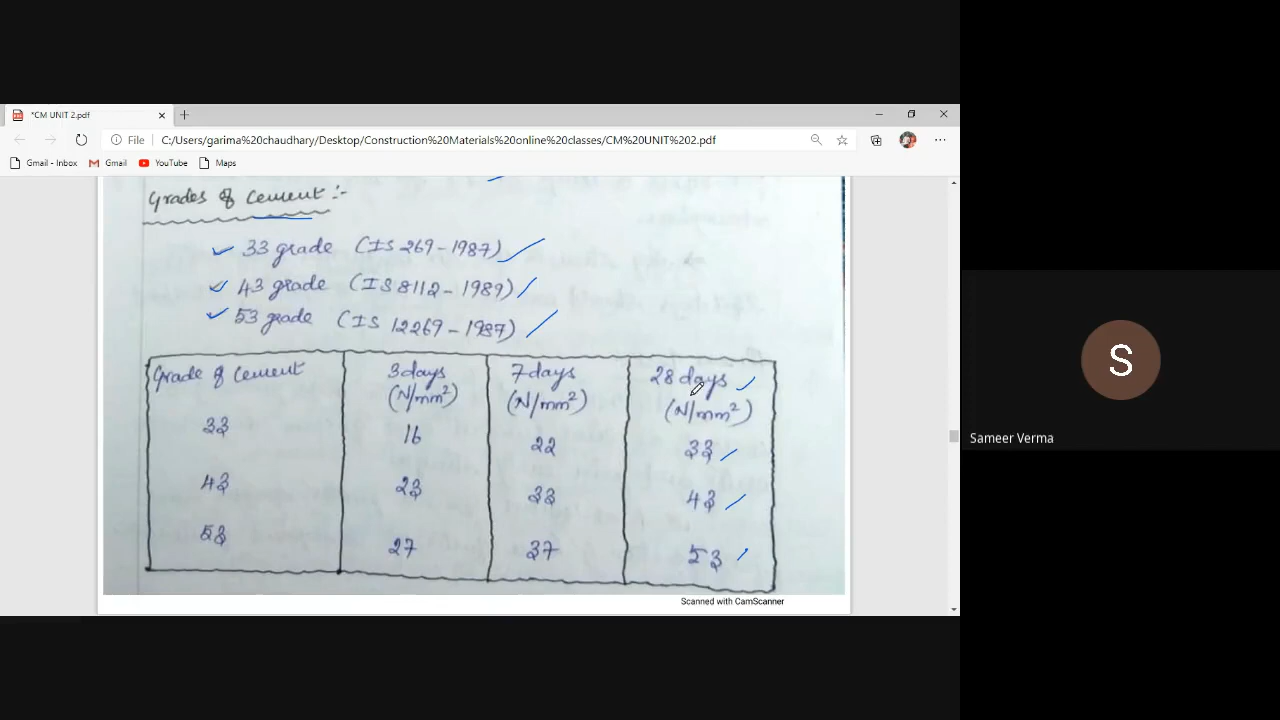 *CM UNIT 2.pdf
File
C:/Users/garima%20chaudhary/Desktop/Construction%20Materials%20online%20classes/CM%20UNIT%202.pdf
Gmail - Inbox
Gmail
YouTube
Maps
Grades of Cement :-
33 grade (IS 269-1987)
43 grade (IS 8112-1989)
53 grade (IS 12269-1987)
Grade of Cement 3 days (N/mm²) 7 days (N/mm²) 28 days (N/mm²)
33 16 22 33
43 23 33 43
53 27 37 53
Scanned with CamScanner
S
Sameer Verma